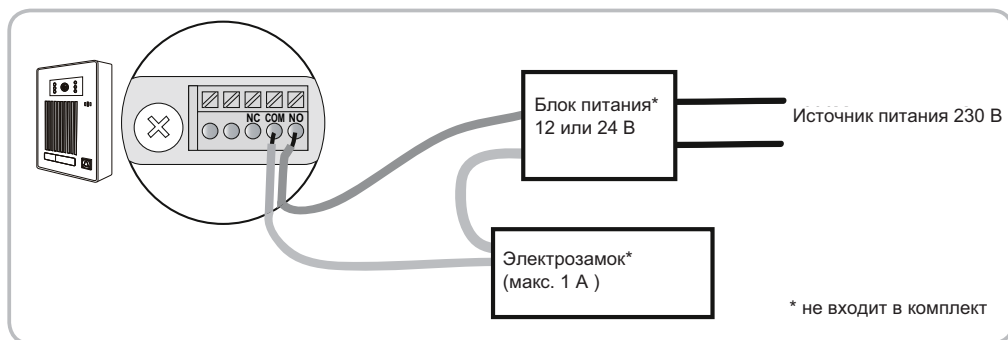 NC COM NO
Блок питания*
12 или 24 В
Источник питания 230 В
Электрозамок*
(макс. 1 А )
* не входит в комплект